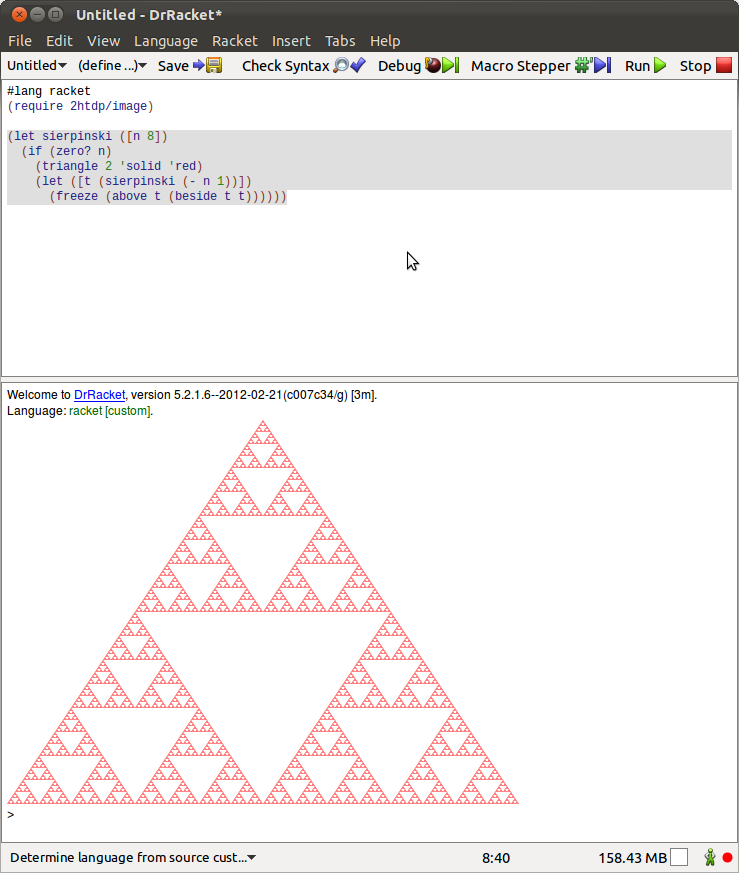 Untitled - DrRacket*
File Edit View Language Racket Insert Tabs Help
Untitled (define ...) Save Check Syntax Debug Macro Stepper Run Stop
#lang racket
(require 2htdp/image)
(let sierpinski ([n 8])
  (if (zero? n)
    (triangle 2 'solid 'red)
    (let ([t (sierpinski (- n 1))])
      (freeze (above t (beside t t))))))
Welcome to DrRacket, version 5.2.1.6--2012-02-21(c007c34/g) [3m].
Language: racket [custom].
>
Determine language from source cust... 8:40 158.43 MB